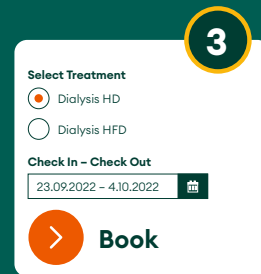 3
Select Treatment
Dialysis HD
Dialysis HFD
Check In – Check Out
23.09.2022 – 4.10.2022
Book